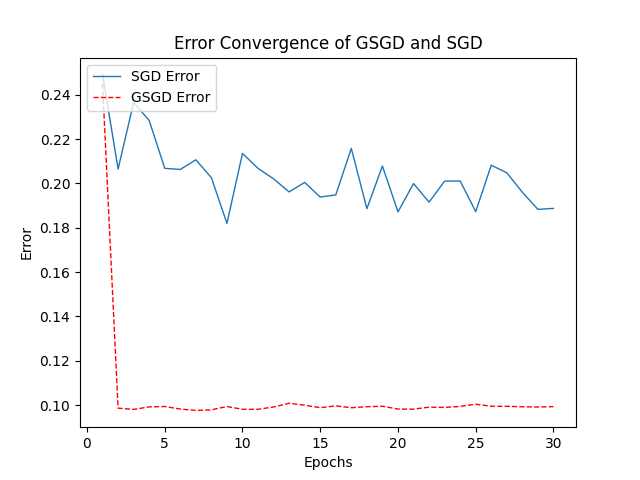 Error Convergence of GSGD and SGD
SGD Error
GSGD Error
0.24
0.22
0.20
0.18
0.16
0.14
0.12
0.10
Error
0 5 10 15 20 25 30
Epochs